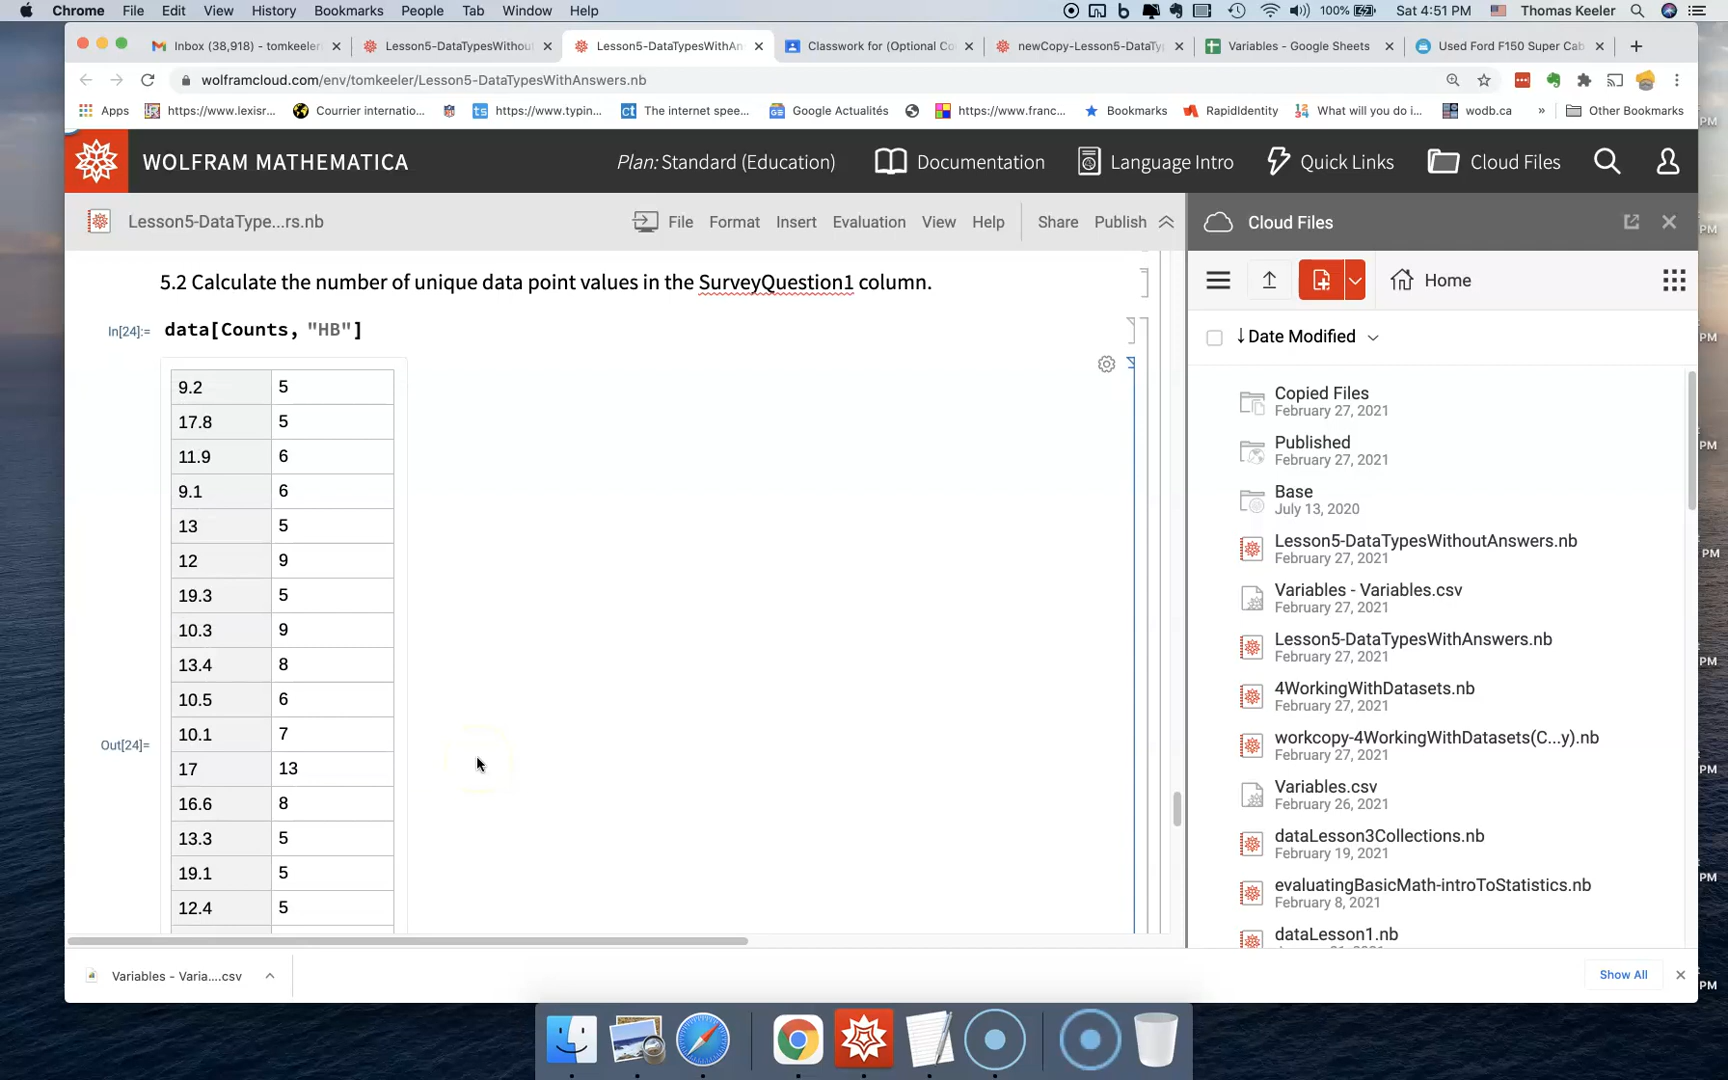 Chrome File Edit View History Bookmarks People Tab Window Help 100% Sat 4:51 PM Thomas Keeler
Inbox (38,918) - tomkeeler
Lesson5-DataTypesWithou
Lesson5-DataTypesWithAn
Classwork for (Optional Co
newCopy-Lesson5-DataTy
Variables - Google Sheets
Used Ford F150 Super Cab
wolframcloud.com/env/tomkeeler/Lesson5-DataTypesWithAnswers.nb
Apps https://www.lexisr... Courrier internatio... https://www.typin... The internet spee... Google Actualités https://www.franc... Bookmarks RapidIdentity What will you do i... wodb.ca » Other Bookmarks
WOLFRAM MATHEMATICA Plan: Standard (Education) Documentation Language Intro Quick Links Cloud Files
Lesson5-DataType...rs.nb File Format Insert Evaluation View Help Share Publish
Cloud Files
5.2 Calculate the number of unique data point values in the SurveyQuestion1 column.
In[24]:= data[Counts, "HB"]
9.2 5
17.8 5
11.9 6
9.1 6
13 5
12 9
19.3 5
10.3 9
13.4 8
10.5 6
10.1 7
Out[24]=
17 13
16.6 8
13.3 5
19.1 5
12.4 5
Home
↓Date Modified
Copied Files
February 27, 2021
Published
February 27, 2021
Base
July 13, 2020
Lesson5-DataTypesWithoutAnswers.nb
February 27, 2021
Variables - Variables.csv
February 27, 2021
Lesson5-DataTypesWithAnswers.nb
February 27, 2021
4WorkingWithDatasets.nb
February 27, 2021
workcopy-4WorkingWithDatasets(C...y).nb
February 27, 2021
Variables.csv
February 26, 2021
dataLesson3Collections.nb
February 19, 2021
evaluatingBasicMath-introToStatistics.nb
February 8, 2021
dataLesson1.nb
Variables - Varia....csv
Show All
PM
PM
PM
PM
PM
PM
PM
PM